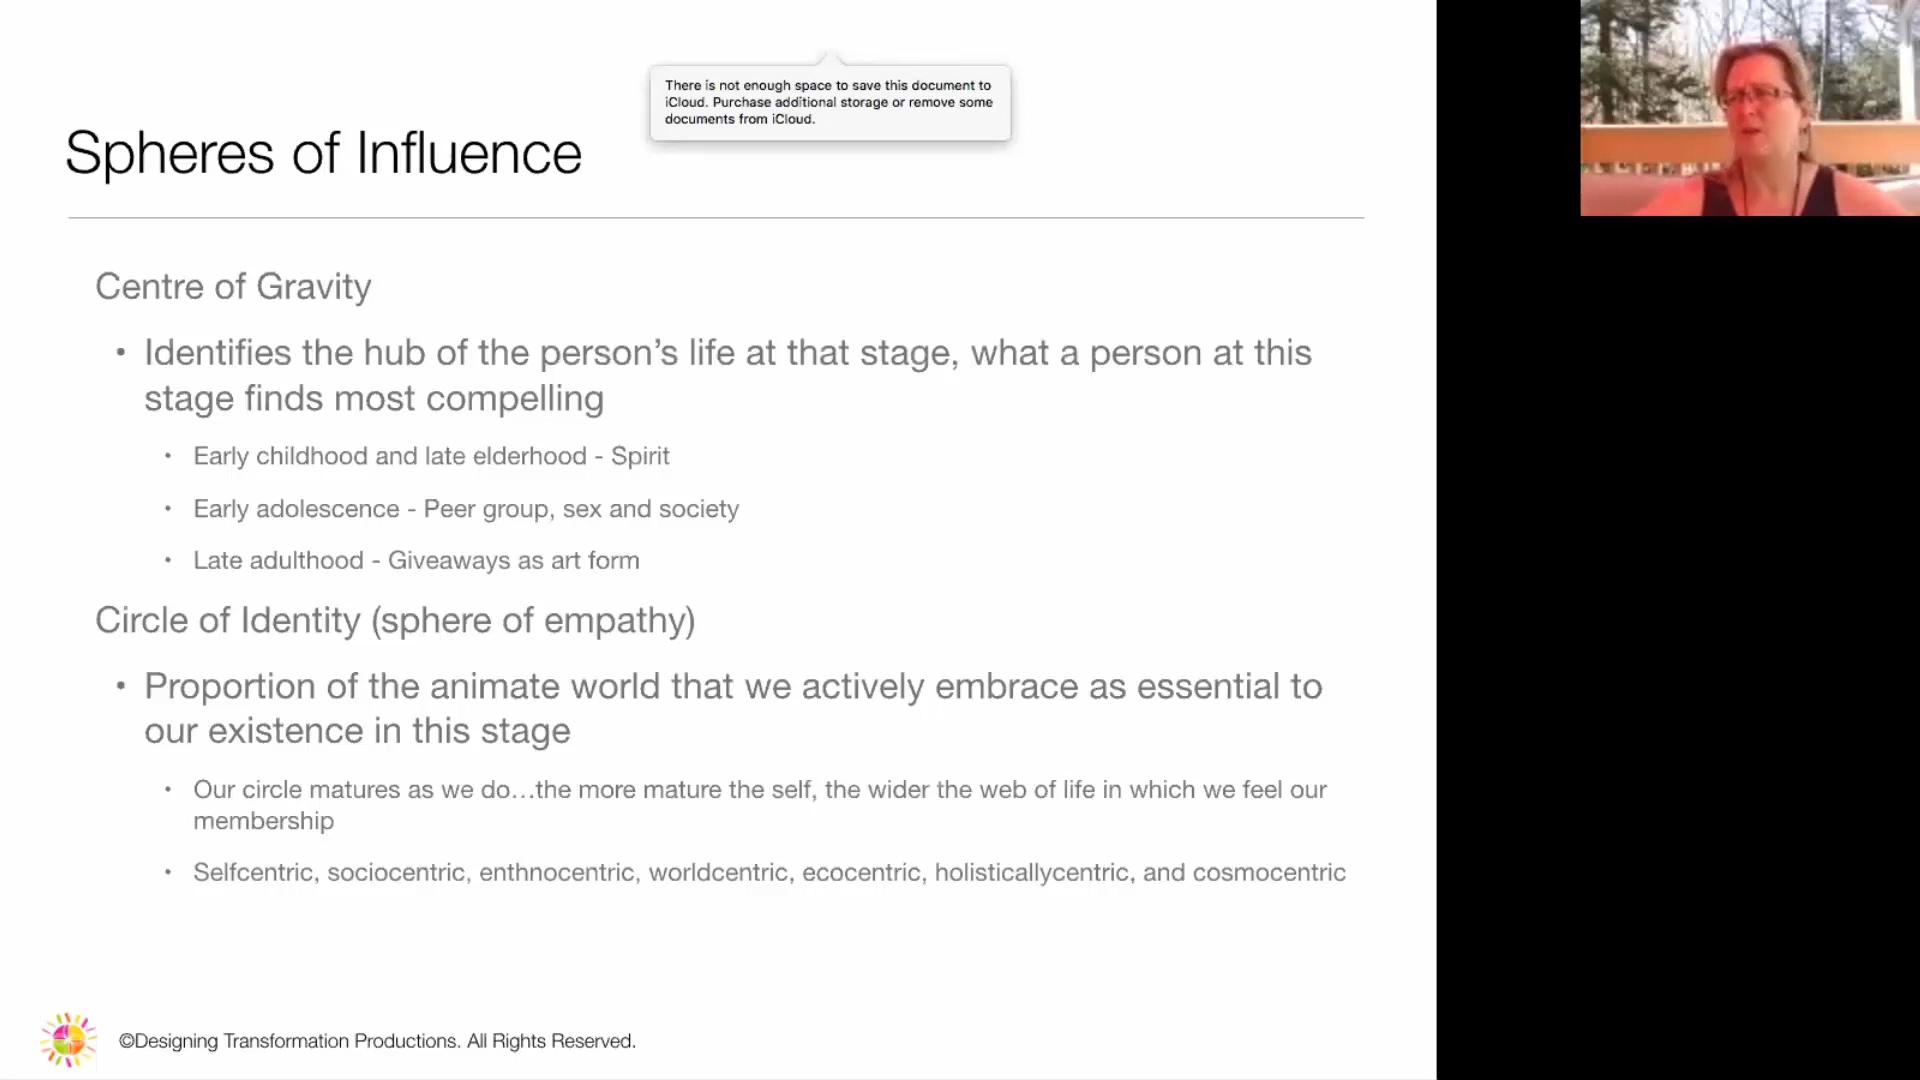 There is not enough space to save this document to
iCloud. Purchase additional storage or remove some
documents from iCloud.
Spheres of Influence
Centre of Gravity
• Identifies the hub of the person’s life at that stage, what a person at this
stage finds most compelling
• Early childhood and late elderhood - Spirit
• Early adolescence - Peer group, sex and society
• Late adulthood - Giveaways as art form
Circle of Identity (sphere of empathy)
• Proportion of the animate world that we actively embrace as essential to
our existence in this stage
• Our circle matures as we do…the more mature the self, the wider the web of life in which we feel our
membership
• Selfcentric, sociocentric, enthnocentric, worldcentric, ecocentric, holisticallycentric, and cosmocentric
©Designing Transformation Productions. All Rights Reserved.